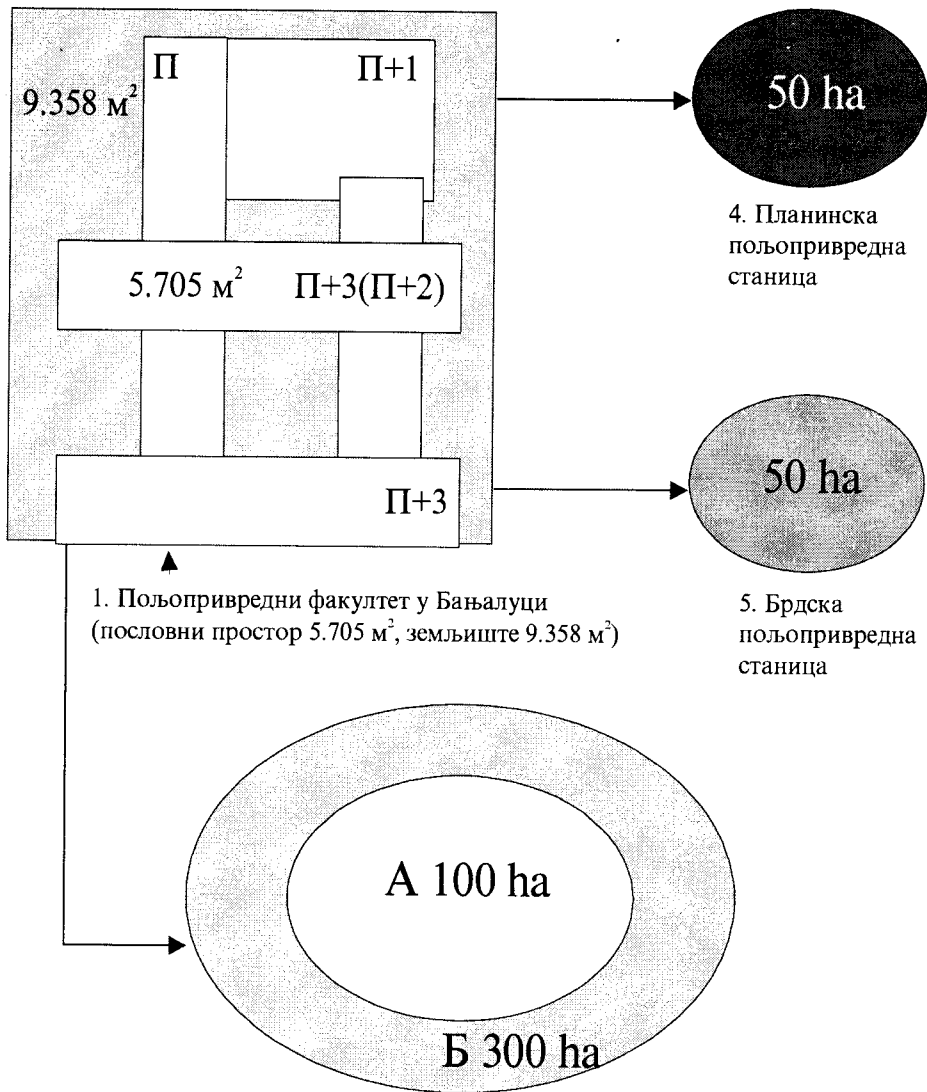 П
П+1
9.358 м²
50 ha
4. Планинска
пољопривредна
станица
5.705 м²
П+3(П+2)
50 ha
П+3
5. Брдска
пољопривредна
станица
1. Пољопривредни факултет у Бањалуци
(пословни простор 5.705 м², земљиште 9.358 м²)
А 100 ha
Б 300 ha